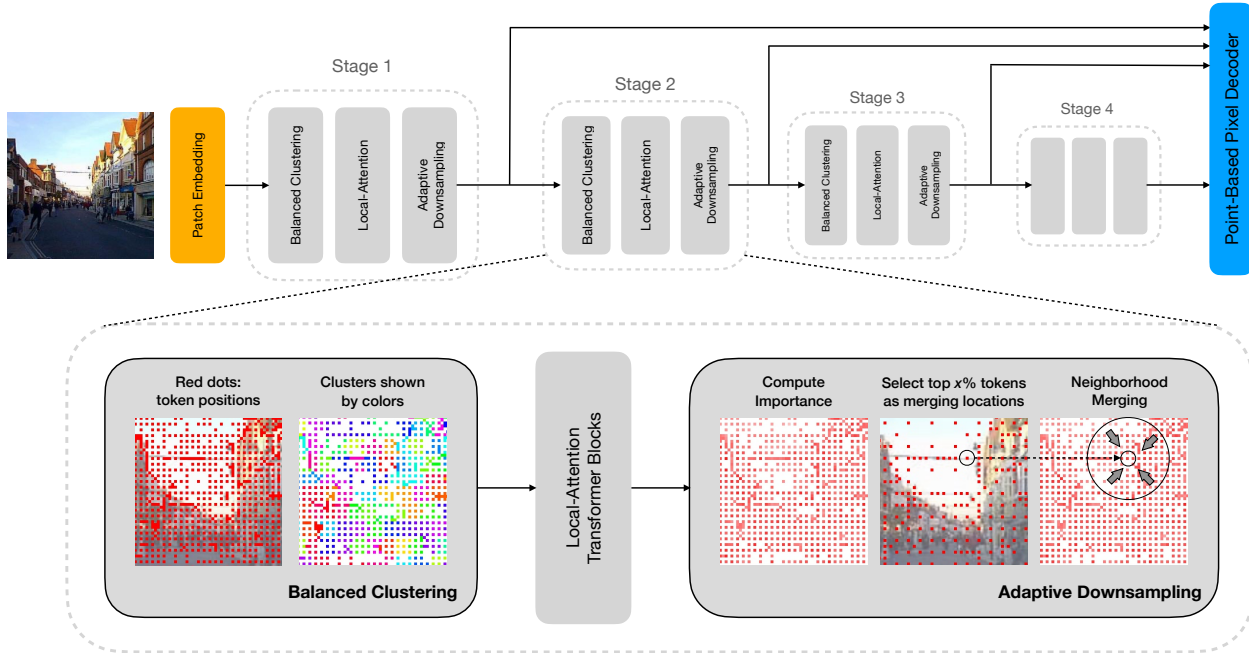 Stage 1
Stage 2
Stage 3
Stage 4
Patch Embedding
Balanced Clustering
Local-Attention
Adaptive
Downsampling
Balanced Clustering
Local-Attention
Adaptive
Downsampling
Balanced Clustering
Local-Attention
Adaptive
Downsampling
Point-Based Pixel Decoder
Red dots:
token positions
Clusters shown
by colors
Balanced Clustering
Local-Attention
Transformer Blocks
Compute
Importance
Select top x% tokens
as merging locations
Neighborhood
Merging
Adaptive Downsampling